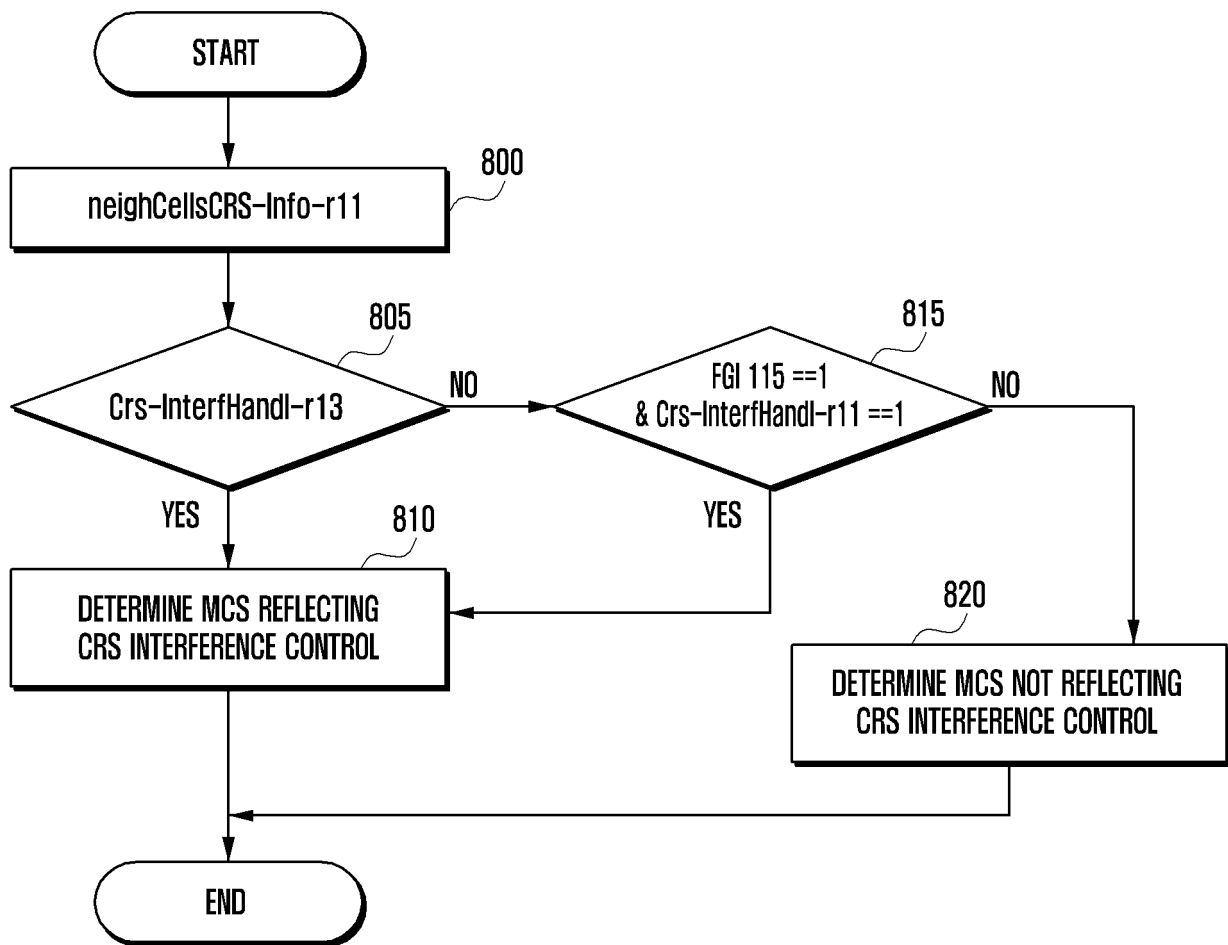 START
800
neighCellsCRS-Info-r11
805
Crs-InterfHandl-r13
NO
YES
815
FGI 115 ==1
& Crs-InterfHandl-r11 ==1
NO
YES
810
DETERMINE MCS REFLECTING
CRS INTERFERENCE CONTROL
820
DETERMINE MCS NOT REFLECTING
CRS INTERFERENCE CONTROL
END